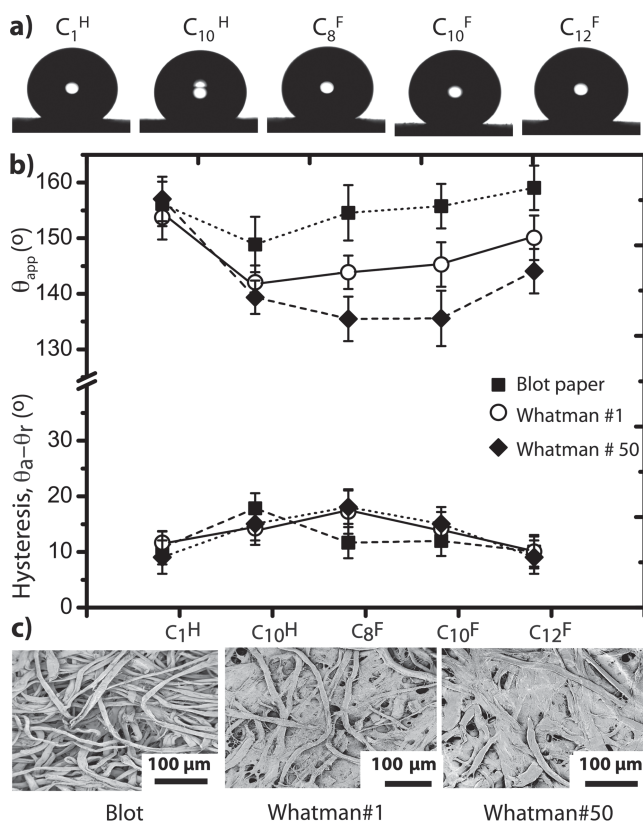 a) C₁ᴴ C₁₀ᴴ C₈ᶠ C₁₀ᶠ C₁₂ᶠ
b)
160
150
140
130
θapp (º)
Blot paper
Whatman #1
Whatman # 50
30
20
10
0
Hysteresis, θa–θr (º)
C₁H C₁₀H C₈F C₁₀F C₁₂F
c)
100 µm 100 µm 100 µm
Blot Whatman#1 Whatman#50